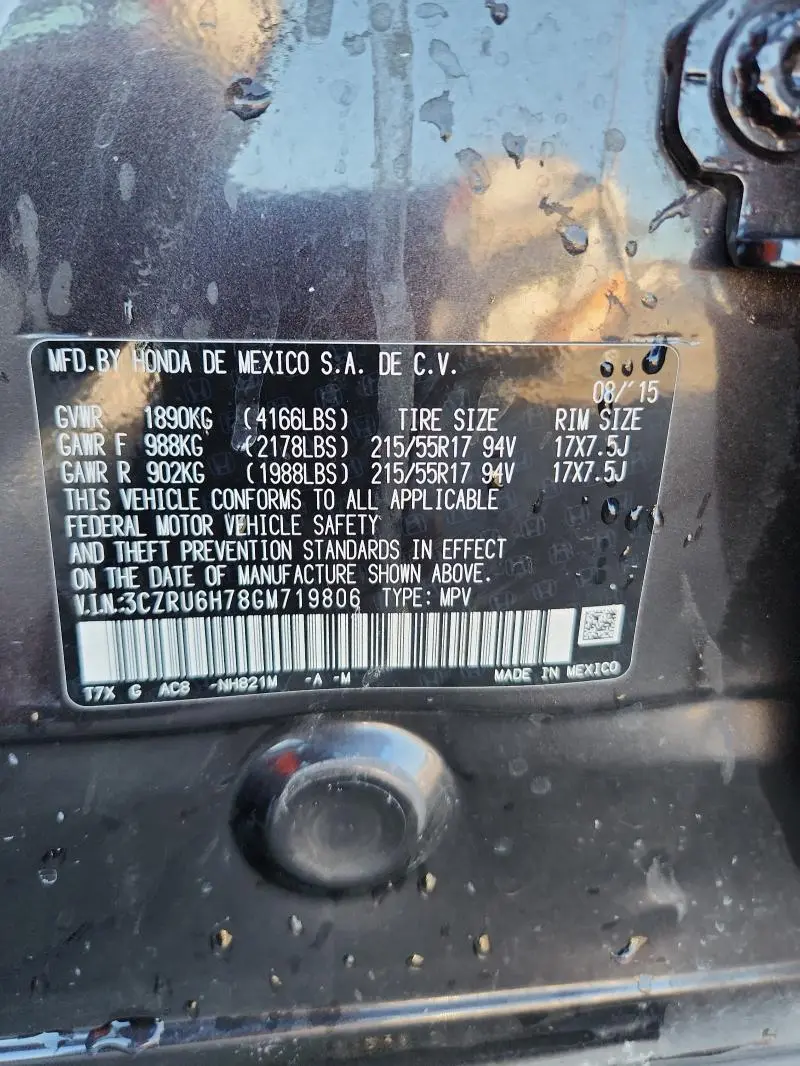 MFD.BY HONDA DE MEXICO S.A. DE C.V.
08/'15
GVWR 1890KG (4166LBS) TIRE SIZE RIM SIZE
GAWR F 988KG (2178LBS) 215/55R17 94V 17X7.5J
GAWR R 902KG (1988LBS) 215/55R17 94V 17X7.5J
THIS VEHICLE CONFORMS TO ALL APPLICABLE
FEDERAL MOTOR VEHICLE SAFETY
AND THEFT PREVENTION STANDARDS IN EFFECT
ON THE DATE OF MANUFACTURE SHOWN ABOVE.
V.I.N.:3CZRU6H78GM719806 TYPE: MPV
T7X G AC8 -NH821M -A -M MADE IN MEXICO